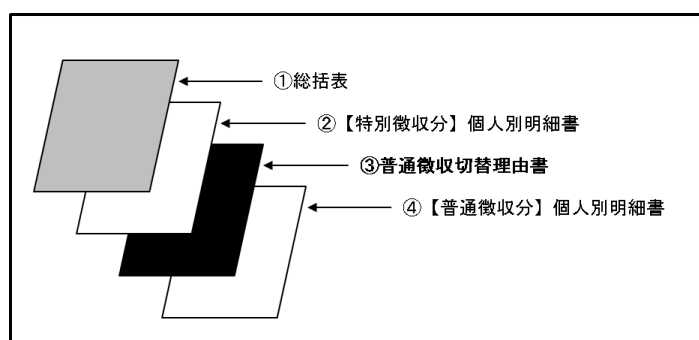 ①総括表
②【特別徴収分】個人別明細書
③普通徴収切替理由書
④【普通徴収分】個人別明細書